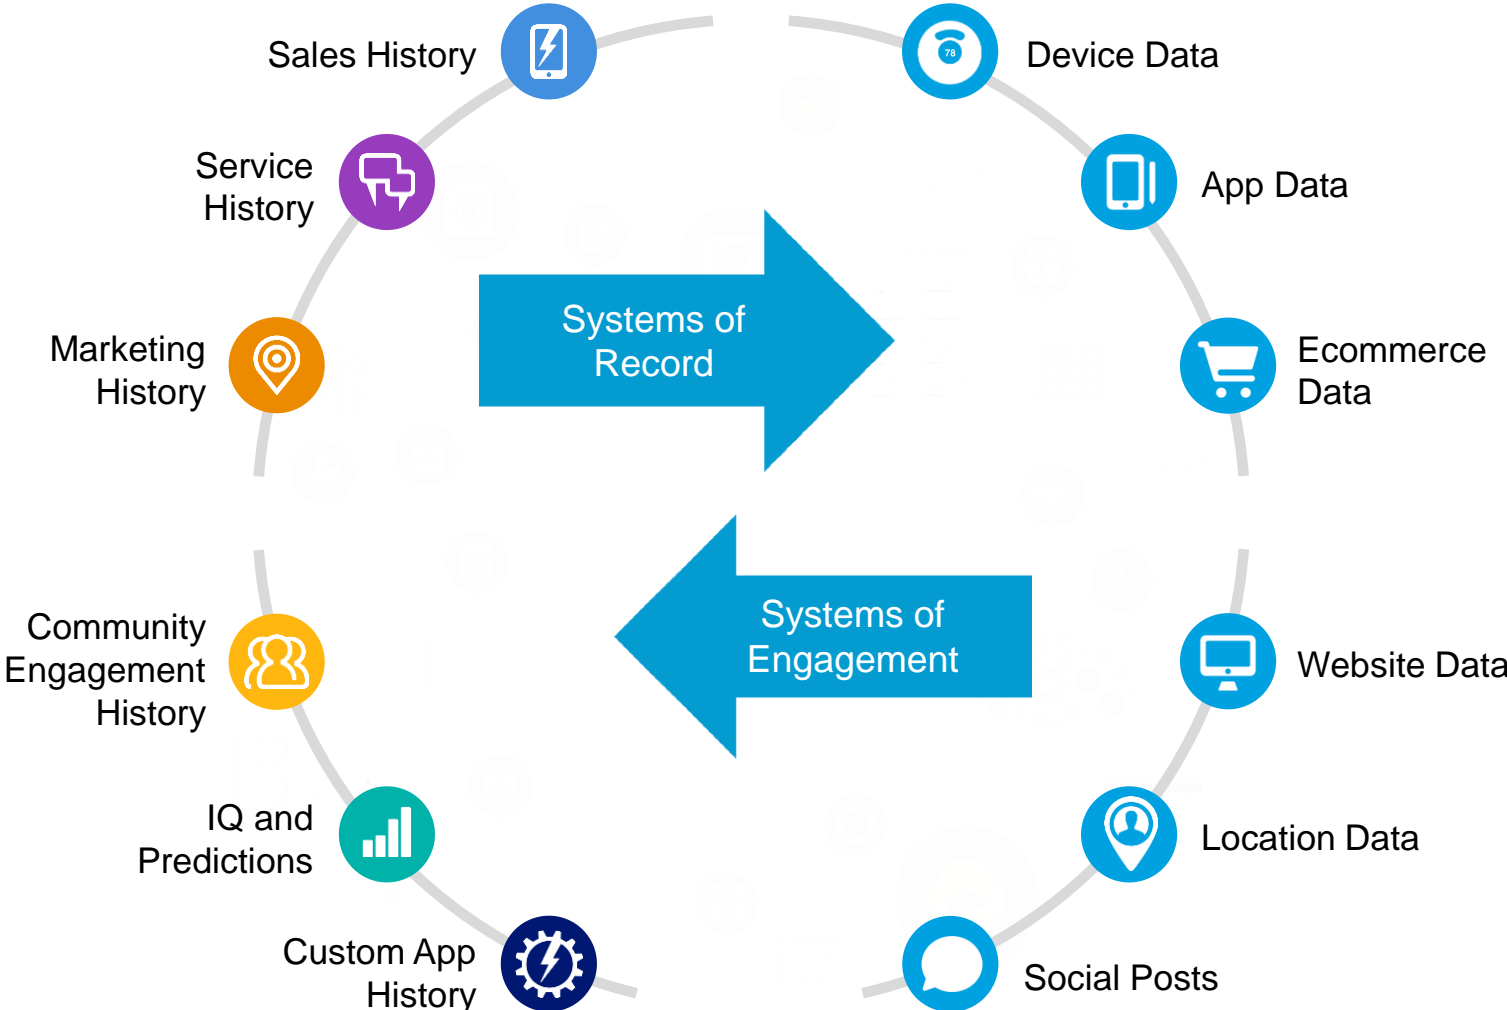 Sales History
Service
History
Marketing
History
Community
Engagement
History
IQ and
Predictions
Custom App
History
Systems of
Record
Systems of
Engagement
Device Data
78
App Data
Ecommerce
Data
Website Data
Location Data
Social Posts